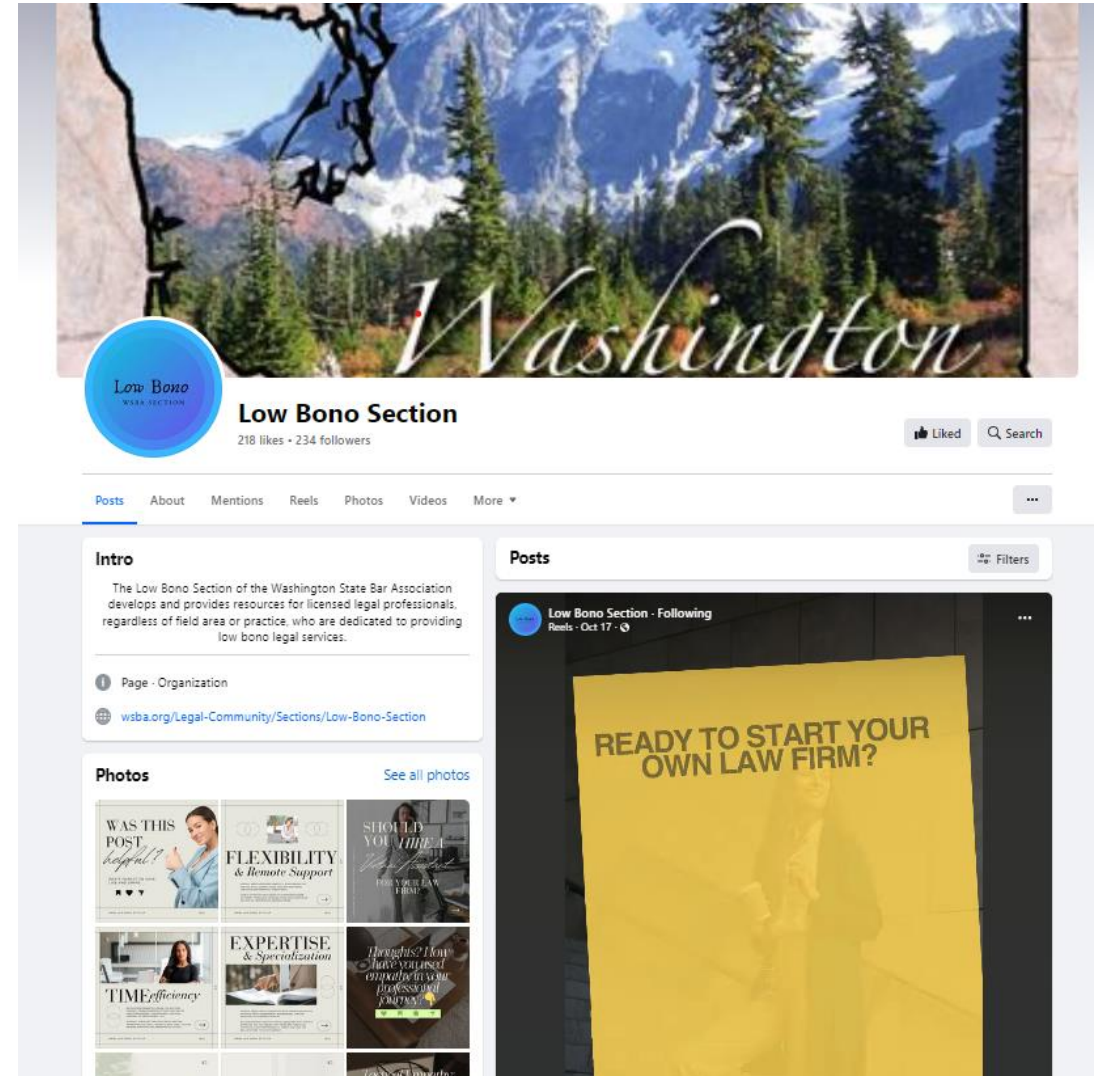 Washington
Low Bono
WSBA SECTION
Low Bono Section
218 likes • 234 followers
Liked
Search
Posts
About
Mentions
Reels
Photos
Videos
More
Intro
The Low Bono Section of the Washington State Bar Association
develops and provides resources for licensed legal professionals,
regardless of field area or practice, who are dedicated to providing
low bono legal services.
Page · Organization
wsba.org/Legal-Community/Sections/Low-Bono-Section
Photos
See all photos
WAS THIS
POST
helpful?
FLEXIBILITY
& Remote Support
SHOULD
YOU HIRE A
Virtual Assistant
FOR YOUR LAW
FIRM?
TIME efficiency
EXPERTISE
& Specialization
Thoughts? How
have you used
empathy in your
professional
journey?
Posts
Filters
Low Bono Section · Following
Reels · Oct 17 ·
READY TO START YOUR
OWN LAW FIRM?